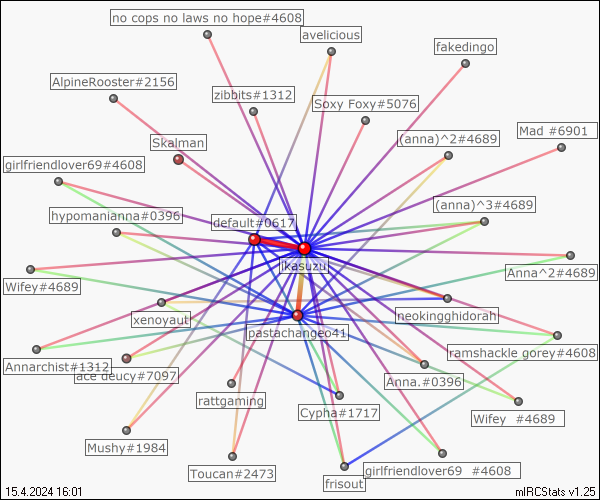 no cops no laws no hope#4608
avelicious
fakedingo
AlpineRooster#2156
zibbits#1312
Soxy Foxy#5076
Mad #6901
Skalman
(anna)^2#4689
girlfriendlover69#4608
(anna)^3#4689
hypomanianna#0396
default#0617
jkasuzuj
Anna^2#4689
Wifey#4689
neokingghidorah
xenoyaut
pastachangeo41
ramshackle gorey#4608
Annarchist#1312
ace deucy#7097
Anna.#0396
rattgaming
Cypha#1717
Wifey #4689
Mushy#1984
Toucan#2473
girlfriendlover69 #4608
frisout
15.4.2024 16:01
mIRCStats v1.25